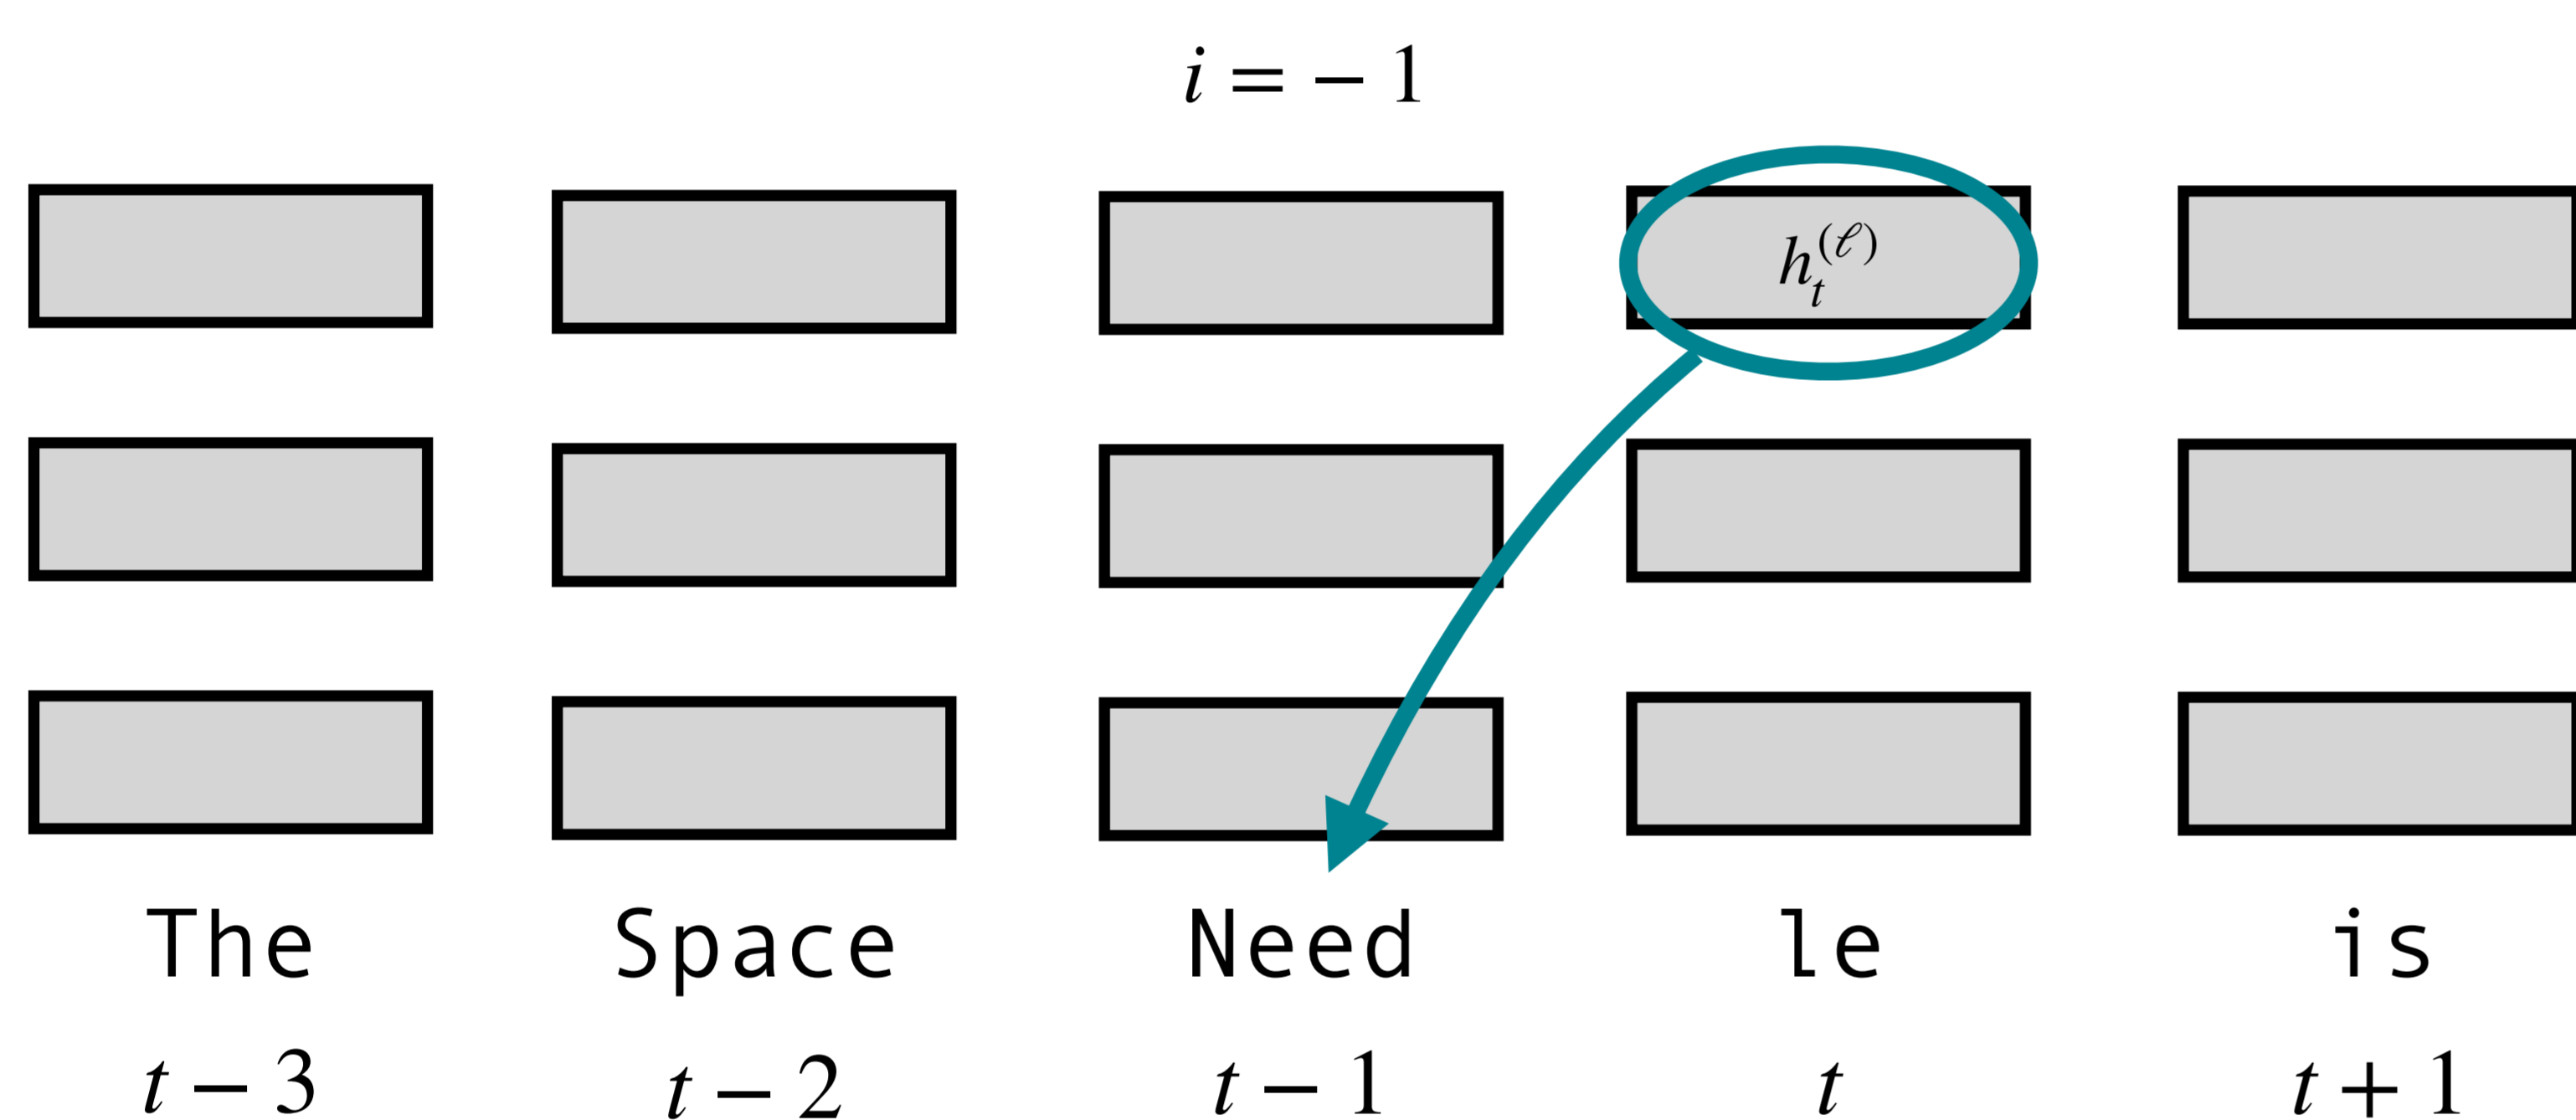 i = − 1
h_t^{(ℓ)}
The Space Need le is
t − 3 t − 2 t − 1 t t + 1